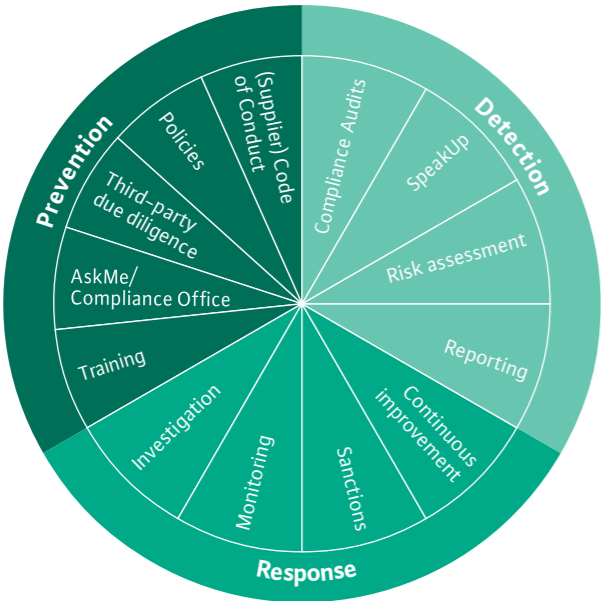 Prevention
(Supplier) Code
of Conduct
Policies
Third–party
due diligence
AskMe/
Compliance Office
Training
Detection
Compliance Audits
SpeakUp
Risk assessment
Reporting
Response
Continuous
improvement
Sanctions
Monitoring
Investigation